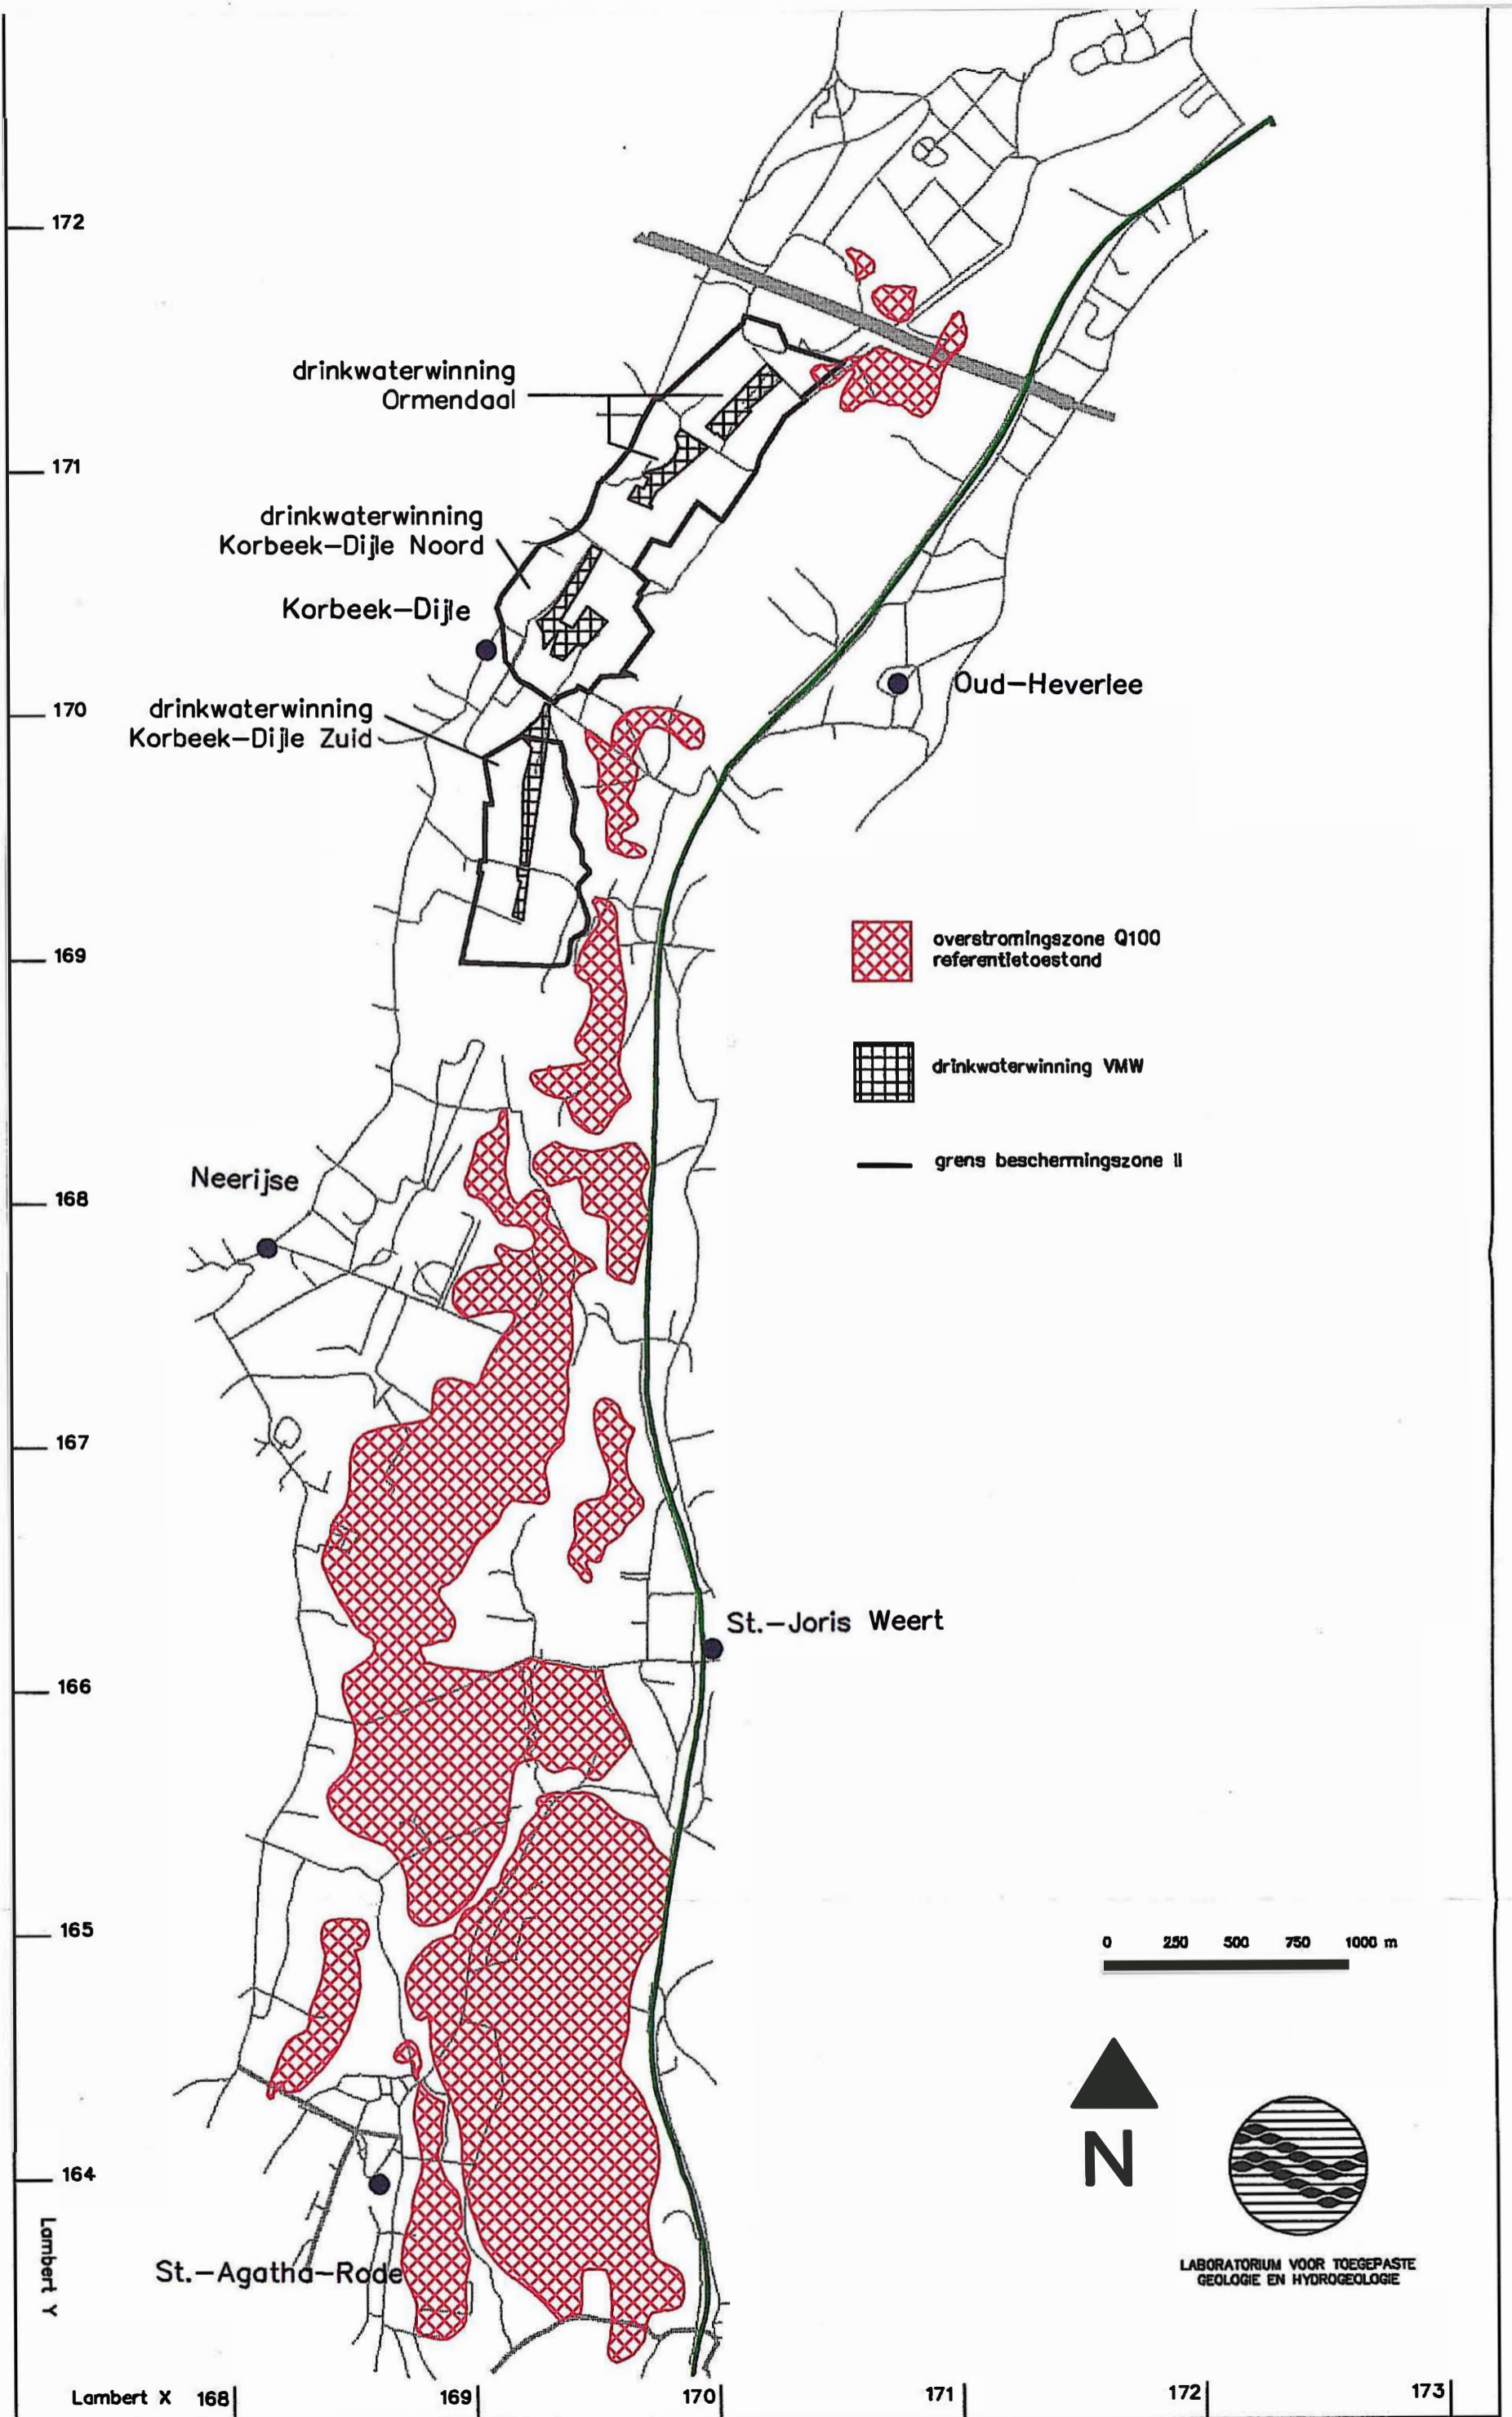 172
drinkwaterwinning
Ormendaal
171
drinkwaterwinning
Korbeek–Dijle Noord
Korbeek–Dijle
Oud–Heverlee
170
drinkwaterwinning
Korbeek–Dijle Zuid
overstromingszone Q100
referentietoestand
169
drinkwaterwinning VMW
grens beschermingszone II
Neerijse
168
167
St.–Joris Weert
166
165
0 250 500 750 1000 m
N
164
LABORATORIUM VOOR TOEGEPASTE
GEOLOGIE EN HYDROGEOLOGIE
St.–Agatha–Rode
Lambert Y
Lambert X 168 169 170 171 172 173